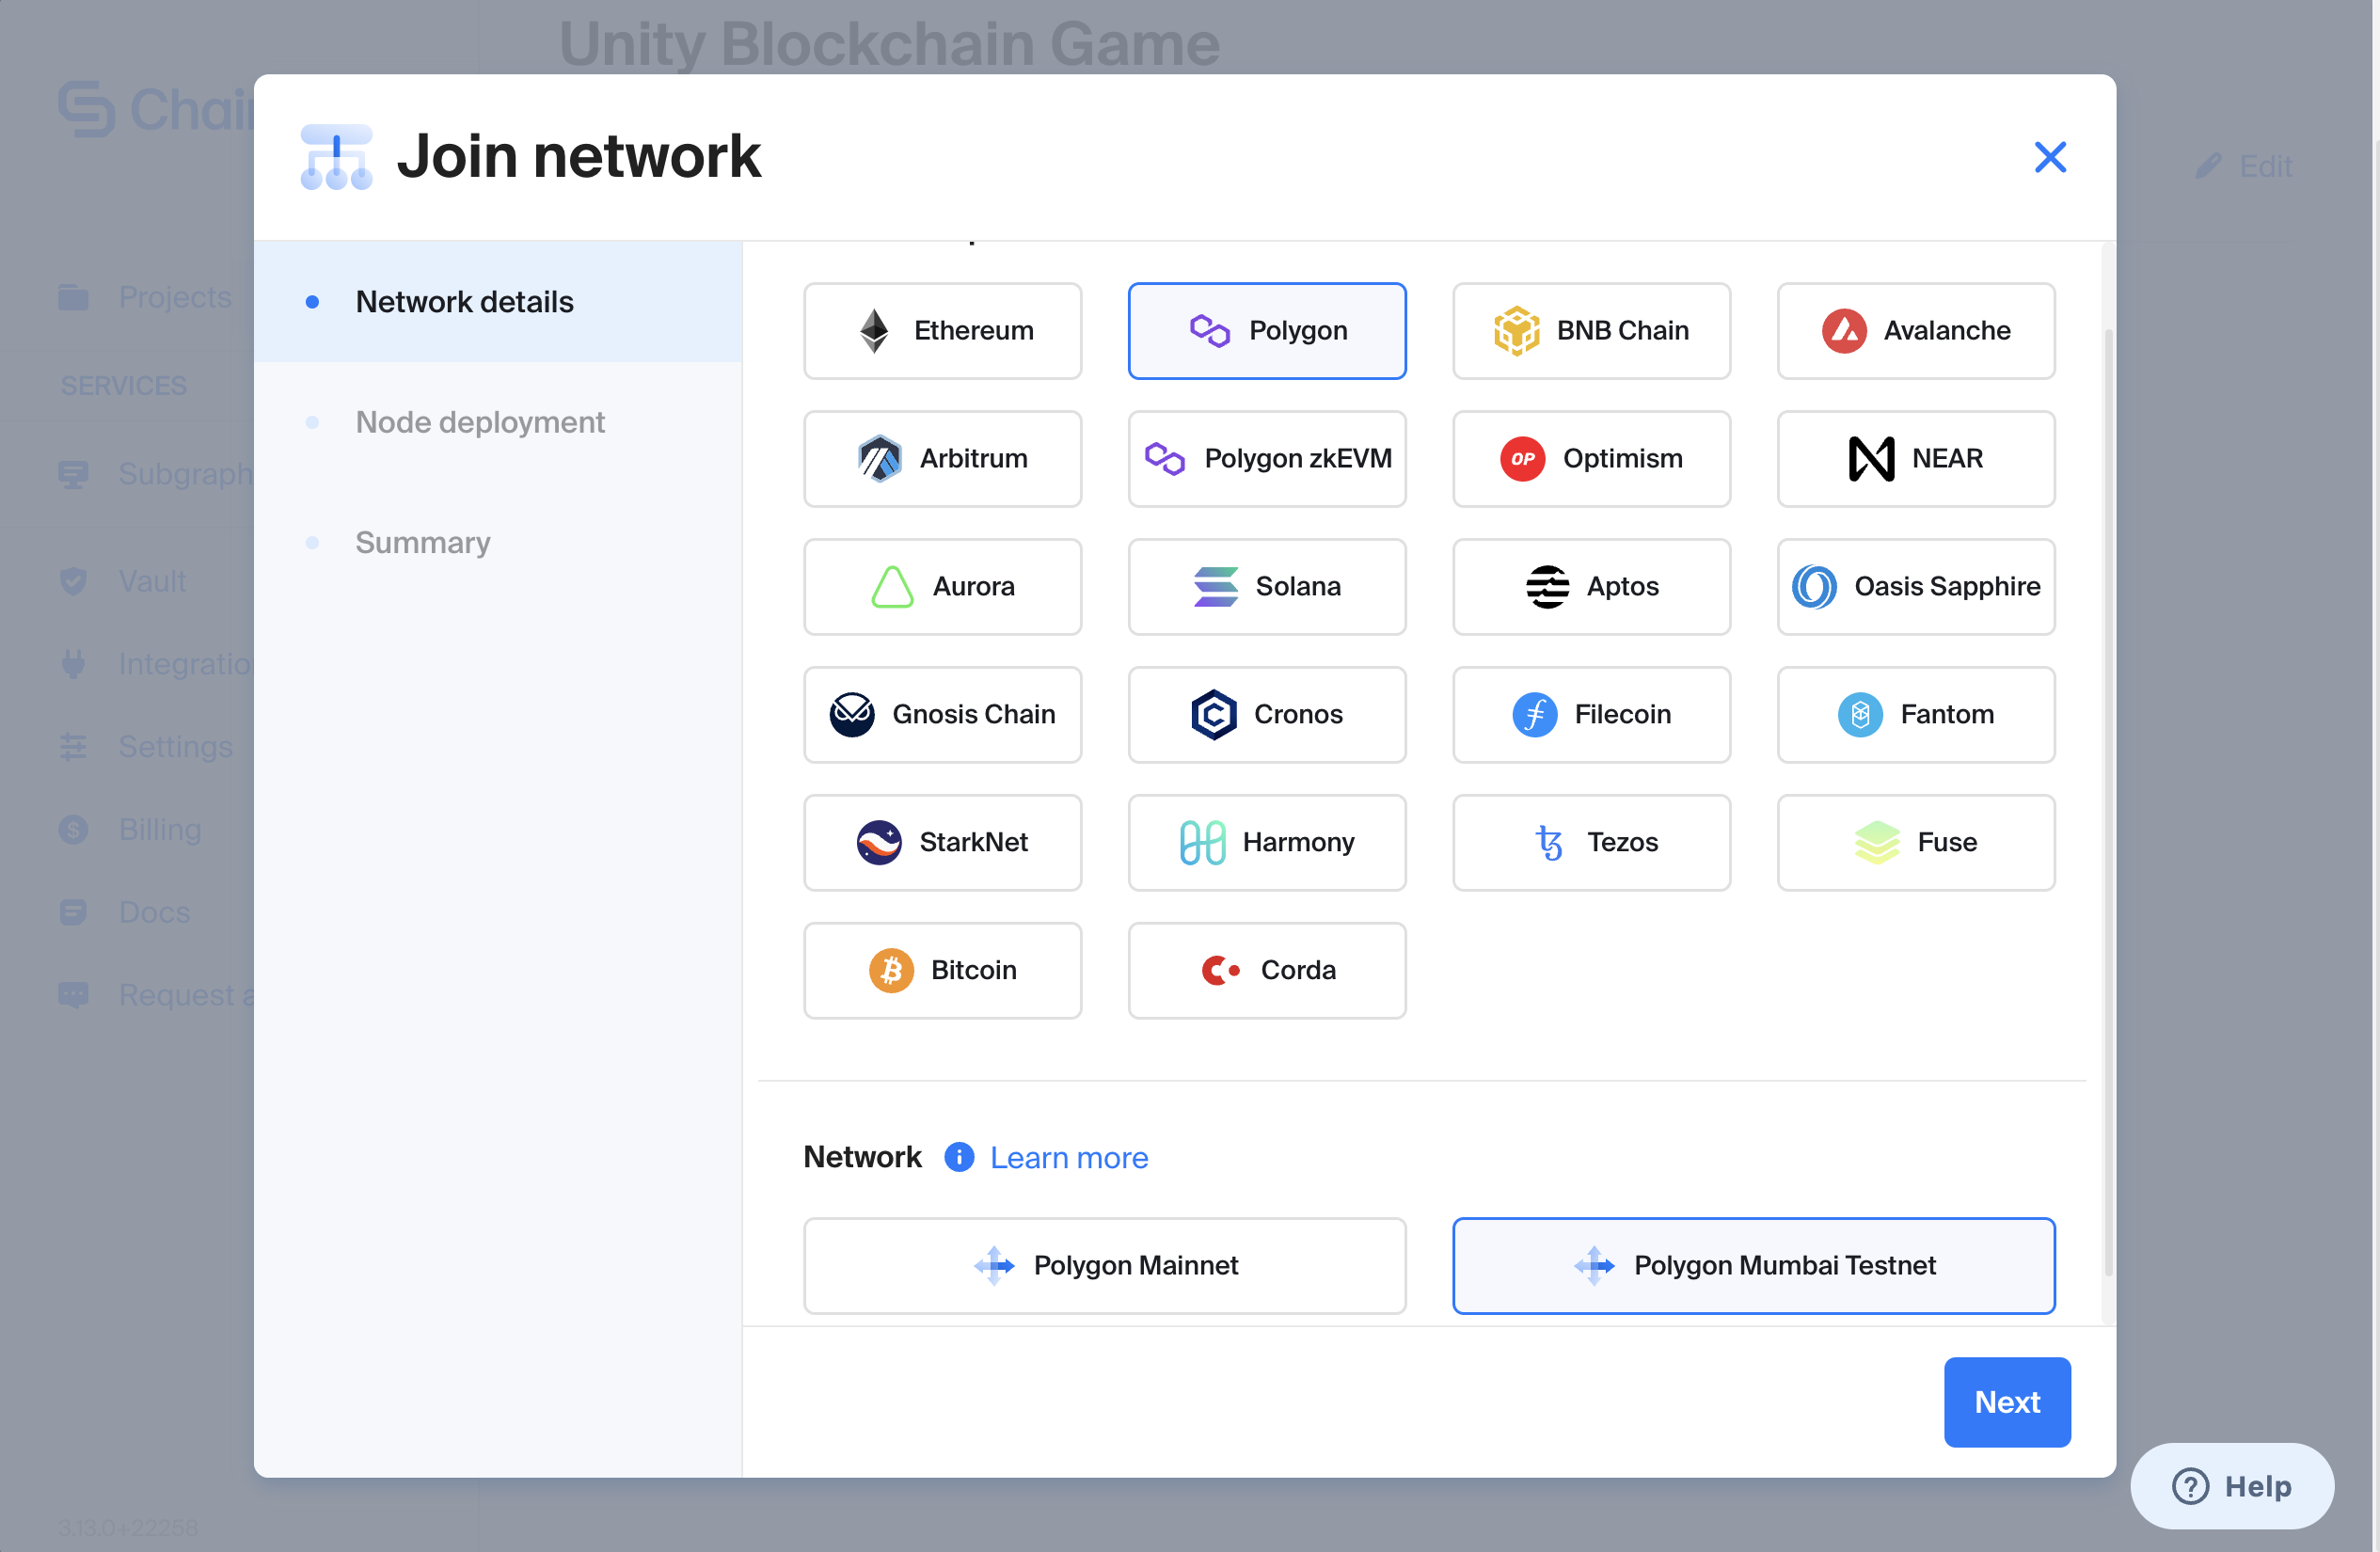 Unity Blockchain Game
Join network
Edit
Projects
SERVICES
Subgraph
Vault
Settings
Billing
Docs
Request
3.13.0+22258
Network details
Node deployment
Summary
Ethereum
Polygon
BNB Chain
Avalanche
Arbitrum
Polygon zkEVM
OP
Optimism
NEAR
Aurora
Solana
Aptos
Oasis Sapphire
Gnosis Chain
Cronos
Filecoin
Fantom
StarkNet
Harmony
Tezos
Fuse
Bitcoin
Corda
Network
Learn more
Polygon Mainnet
Polygon Mumbai Testnet
Next
Help